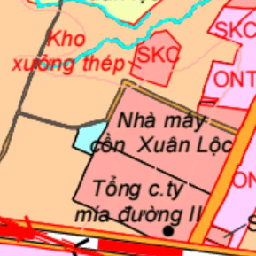 SKC
Kho
xưởng thép
SKC
ONT
Nhà máy
cồn Xuân Lộc
ON
Tổng c.ty
mía đường II